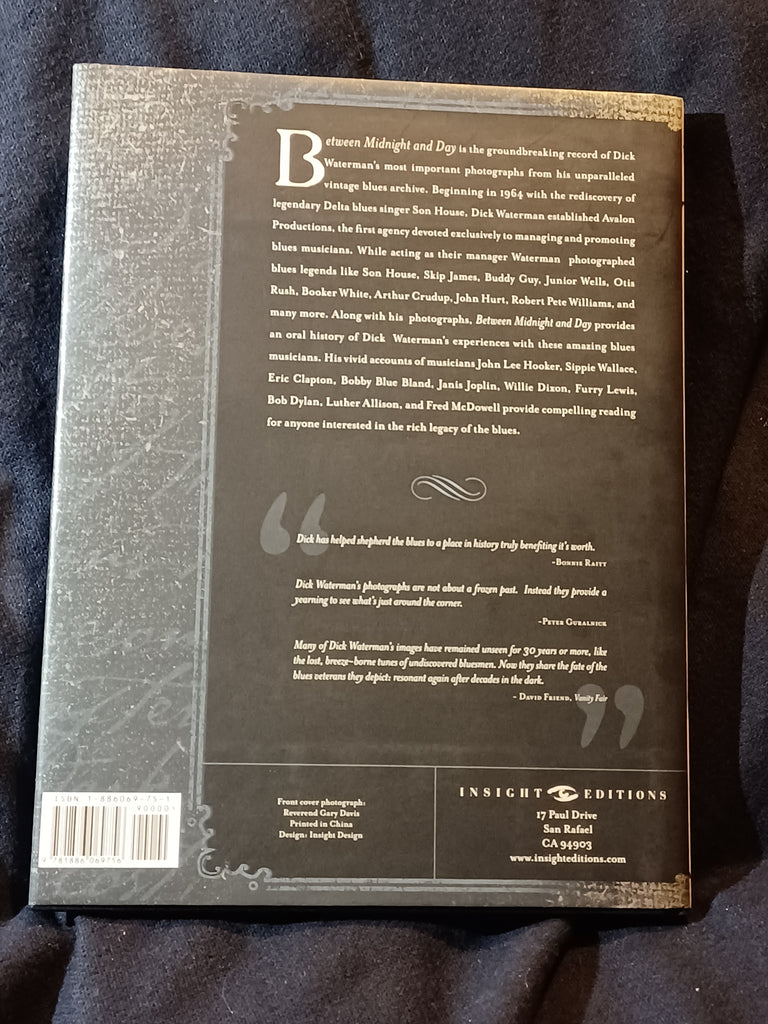 Between Midnight and Day is the groundbreaking record of Dick
Waterman's most important photographs from his unparalleled
vintage blues archive. Beginning in 1964 with the rediscovery of
legendary Delta blues singer Son House, Dick Waterman established Avalon
Productions, the first agency devoted exclusively to managing and promoting
blues musicians. While acting as their manager Waterman photographed
blues legends like Son House, Skip James, Buddy Guy, Junior Wells, Otis
Rush, Booker White, Arthur Crudup, John Hurt, Robert Pete Williams, and
many more. Along with his photographs, Between Midnight and Day provides
an oral history of Dick Waterman's experiences with these amazing blues
musicians. His vivid accounts of musicians John Lee Hooker, Sippie Wallace,
Eric Clapton, Bobby Blue Bland, Janis Joplin, Willie Dixon, Furry Lewis,
Bob Dylan, Luther Allison, and Fred McDowell provide compelling reading
for anyone interested in the rich legacy of the blues.
“
Dick has helped shepherd the blues to a place in history truly benefiting it's worth.
-Bonnie Raitt
Dick Waterman's photographs are not about a frozen past. Instead they provide a
yearning to see what's just around the corner.
-Peter Guralnick
Many of Dick Waterman's images have remained unseen for 30 years or more, like
the lost, breeze-borne tunes of undiscovered bluesmen. Now they share the fate of the
blues veterans they depict: resonant again after decades in the dark.
- David Friend, Vanity Fair
”
ISBN 1-886069-75-1
90000>
9 781886 069756
Front cover photograph:
Reverend Gary Davis
Printed in China
Design: Insight Design
INSIGHT EDITIONS
17 Paul Drive
San Rafael
CA 94903
www.insighteditions.com